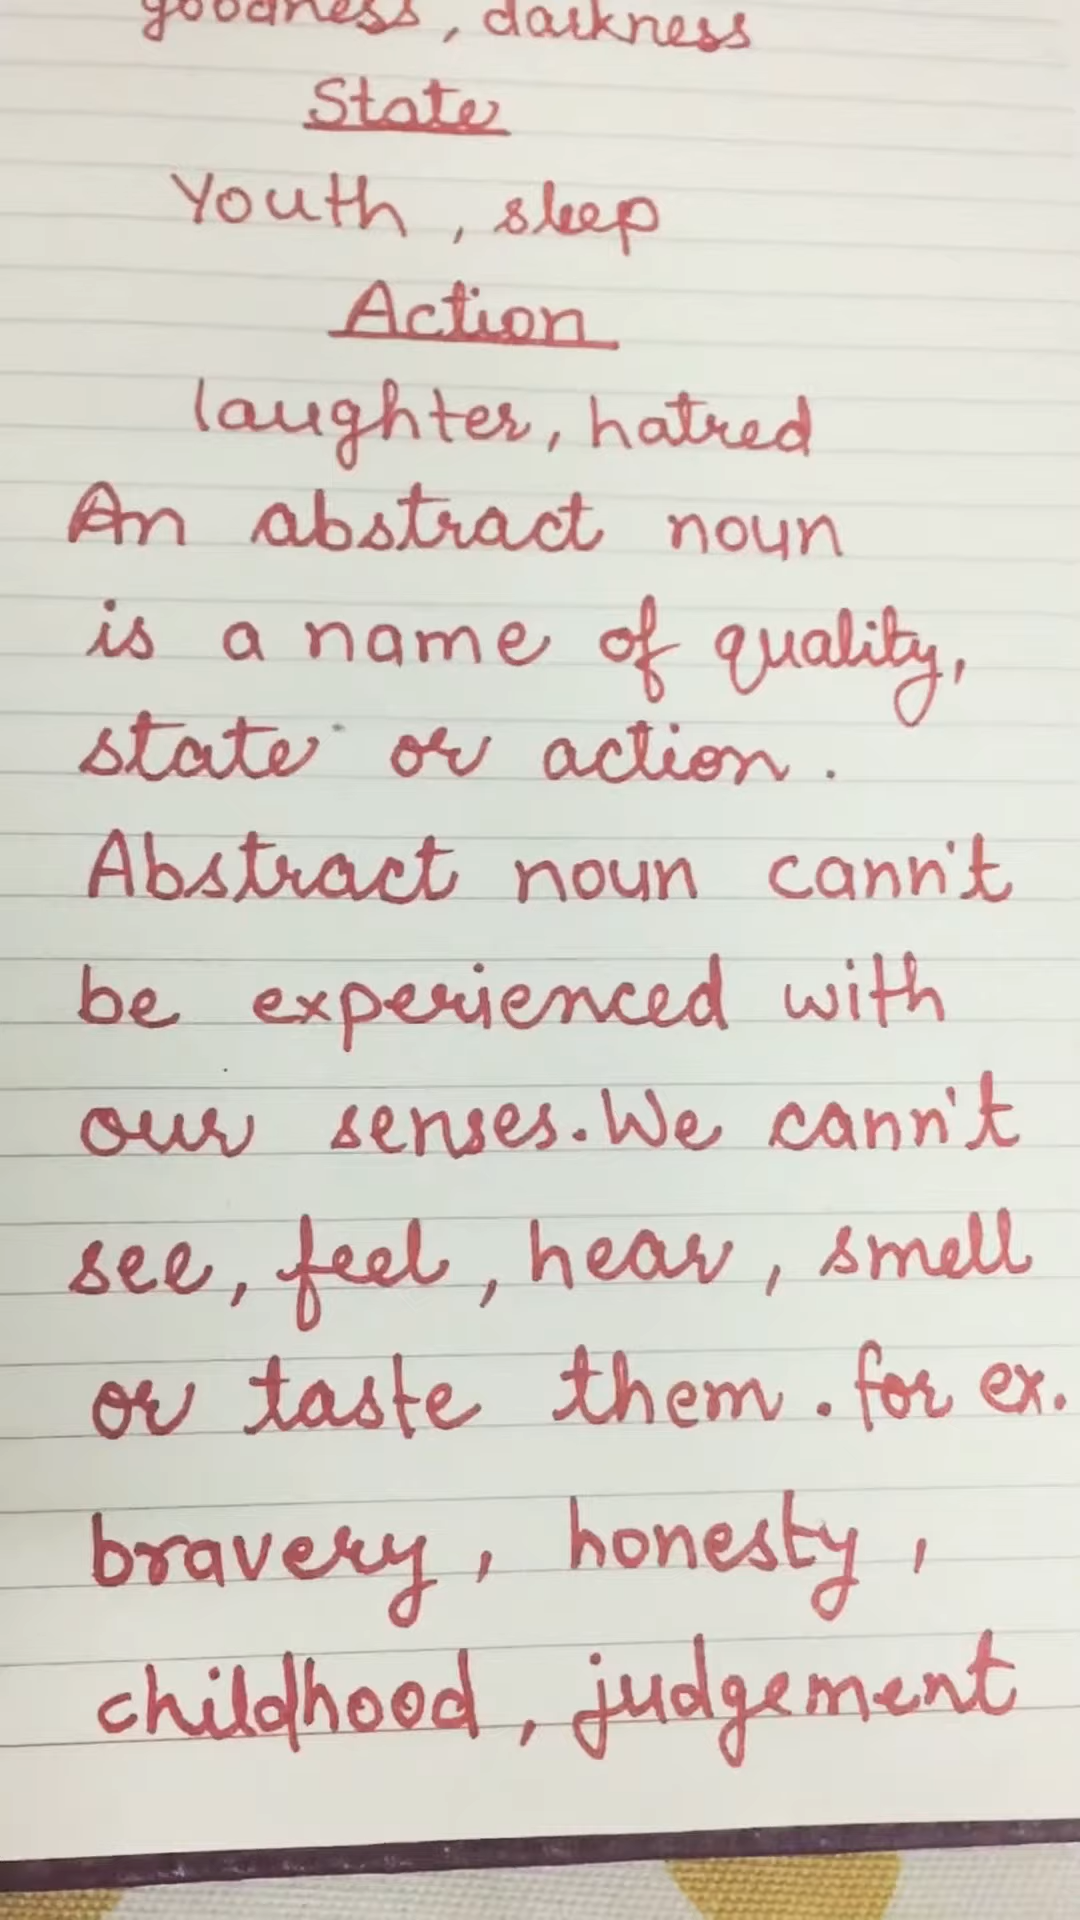 goodness, darkness
State
Youth, sleep
Action
laughter, hatred
An abstract noun
is a name of quality,
state or action.
Abstract noun cann't
be experienced with
our senses. We cann't
see, feel, hear, smell
or taste them. for ex.
bravery, honesty,
childhood, judgement